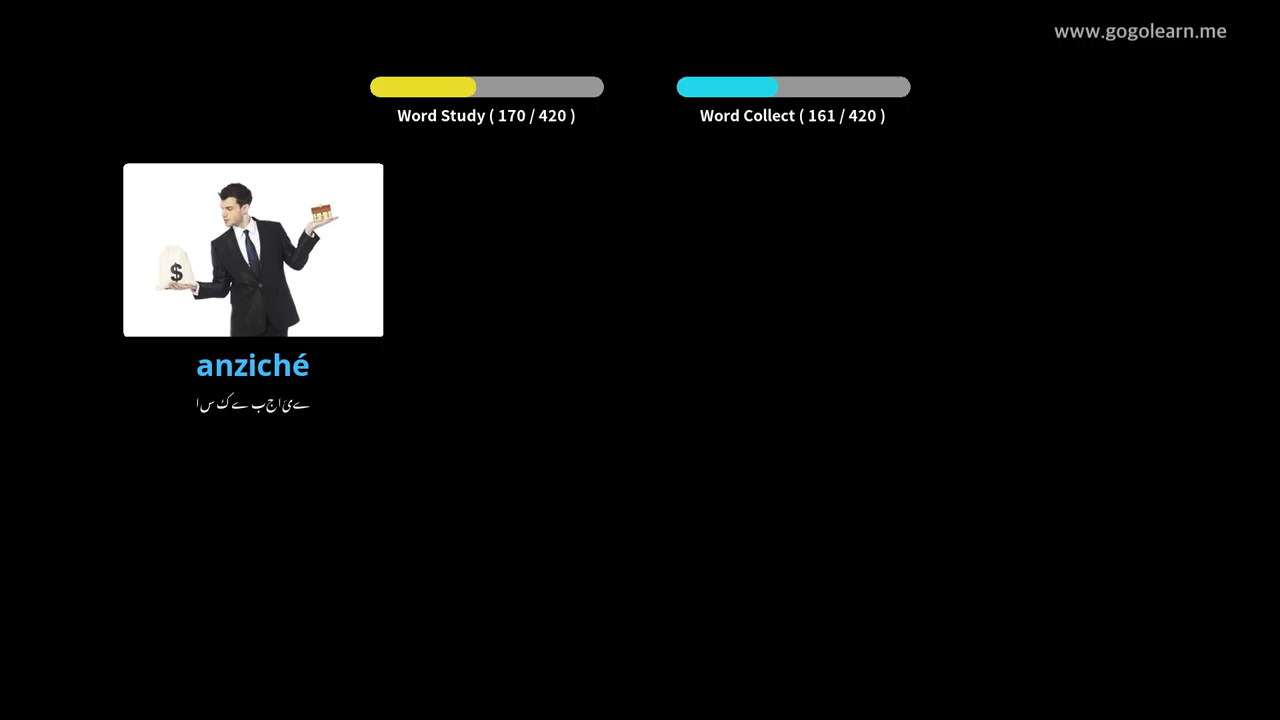 www.gogolearn.me
Word Study ( 170 / 420 )
Word Collect ( 161 / 420 )
$
anziché
اس کے بجائے